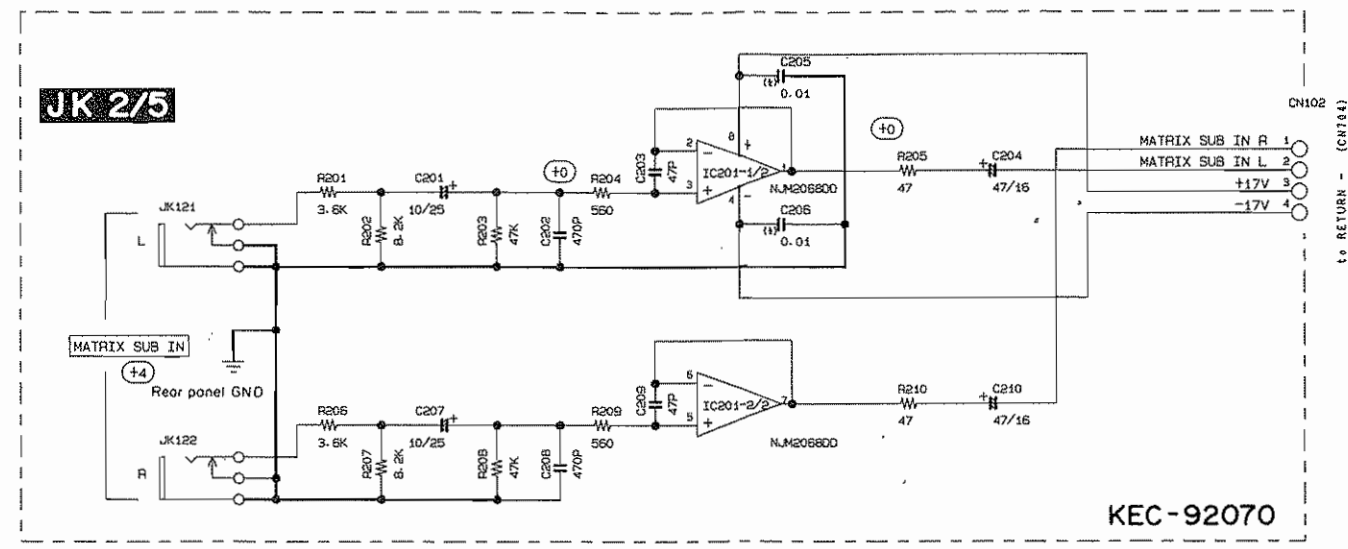 JK 2/5
C205
(t)
0.01
CN102
to RETURN - (CN104)
+0
8
+
2
-
C203
47P
IC201-1/2
1
3
+
4
-
NJM2068DD
R205
47
C204
+
47/16
MATRIX SUB IN R 1
MATRIX SUB IN L 2
+17V 3
-17V 4
R201
3.6K
C201
+
10/25
+0
R204
560
JK121
L
R202
8.2K
R203
47K
C202
470P
C206
(t)
0.01
MATRIX SUB IN
+4
Rear panel GND
R206
3.6K
C207
+
10/25
R209
560
C209
47P
6
-
5
+
IC201-2/2
7
NJM2068DD
R210
47
C210
+
47/16
JK122
R
R207
8.2K
R208
47K
C208
470P
KEC-92070